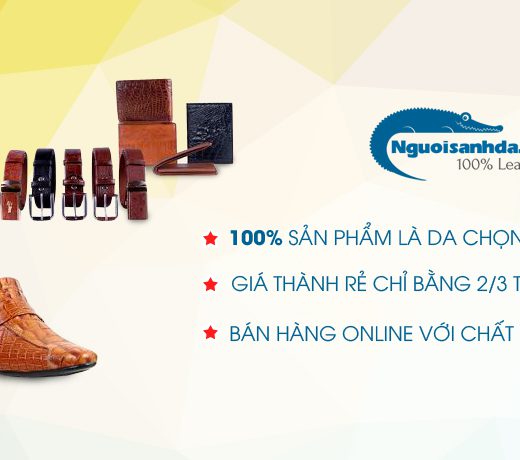 Nguoisanhda.
100% Lea
100% SẢN PHẨM LÀ DA CHỌN
GIÁ THÀNH RẺ CHỈ BẰNG 2/3 T
BÁN HÀNG ONLINE VỚI CHẤT